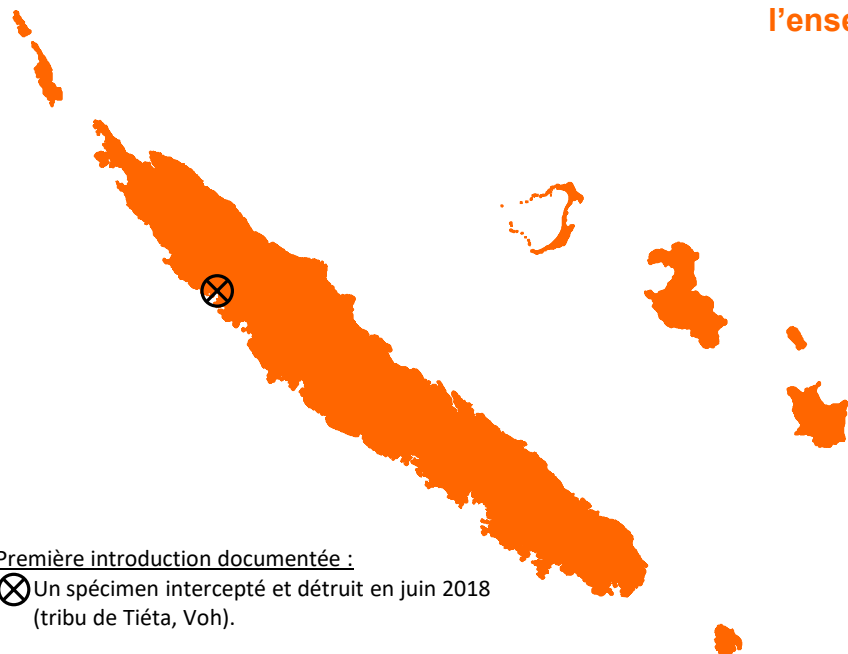 l’ense
Première introduction documentée :
Un spécimen intercepté et détruit en juin 2018
(tribu de Tiéta, Voh).